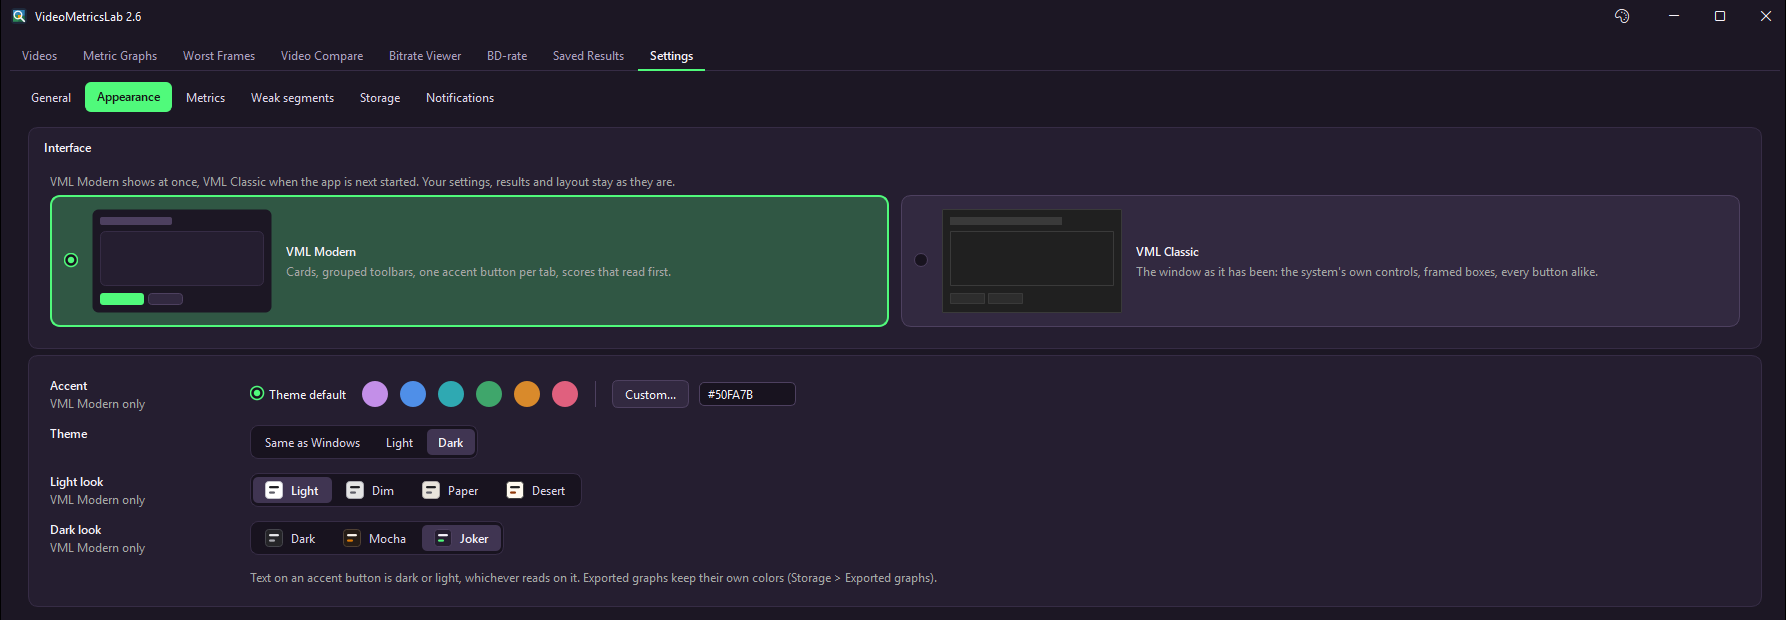 VideoMetricsLab 2.6
Videos Metric Graphs Worst Frames Video Compare Bitrate Viewer BD-rate Saved Results Settings
General Appearance Metrics Weak segments Storage Notifications
Interface
VML Modern shows at once, VML Classic when the app is next started. Your settings, results and layout stay as they are.
VML Modern
Cards, grouped toolbars, one accent button per tab, scores that read first.
VML Classic
The window as it has been: the system's own controls, framed boxes, every button alike.
Accent
VML Modern only
Theme default Custom... #50FA7B
Theme
Same as Windows Light Dark
Light look
VML Modern only
Light Dim Paper Desert
Dark look
VML Modern only
Dark Mocha Joker
Text on an accent button is dark or light, whichever reads on it. Exported graphs keep their own colors (Storage > Exported graphs).